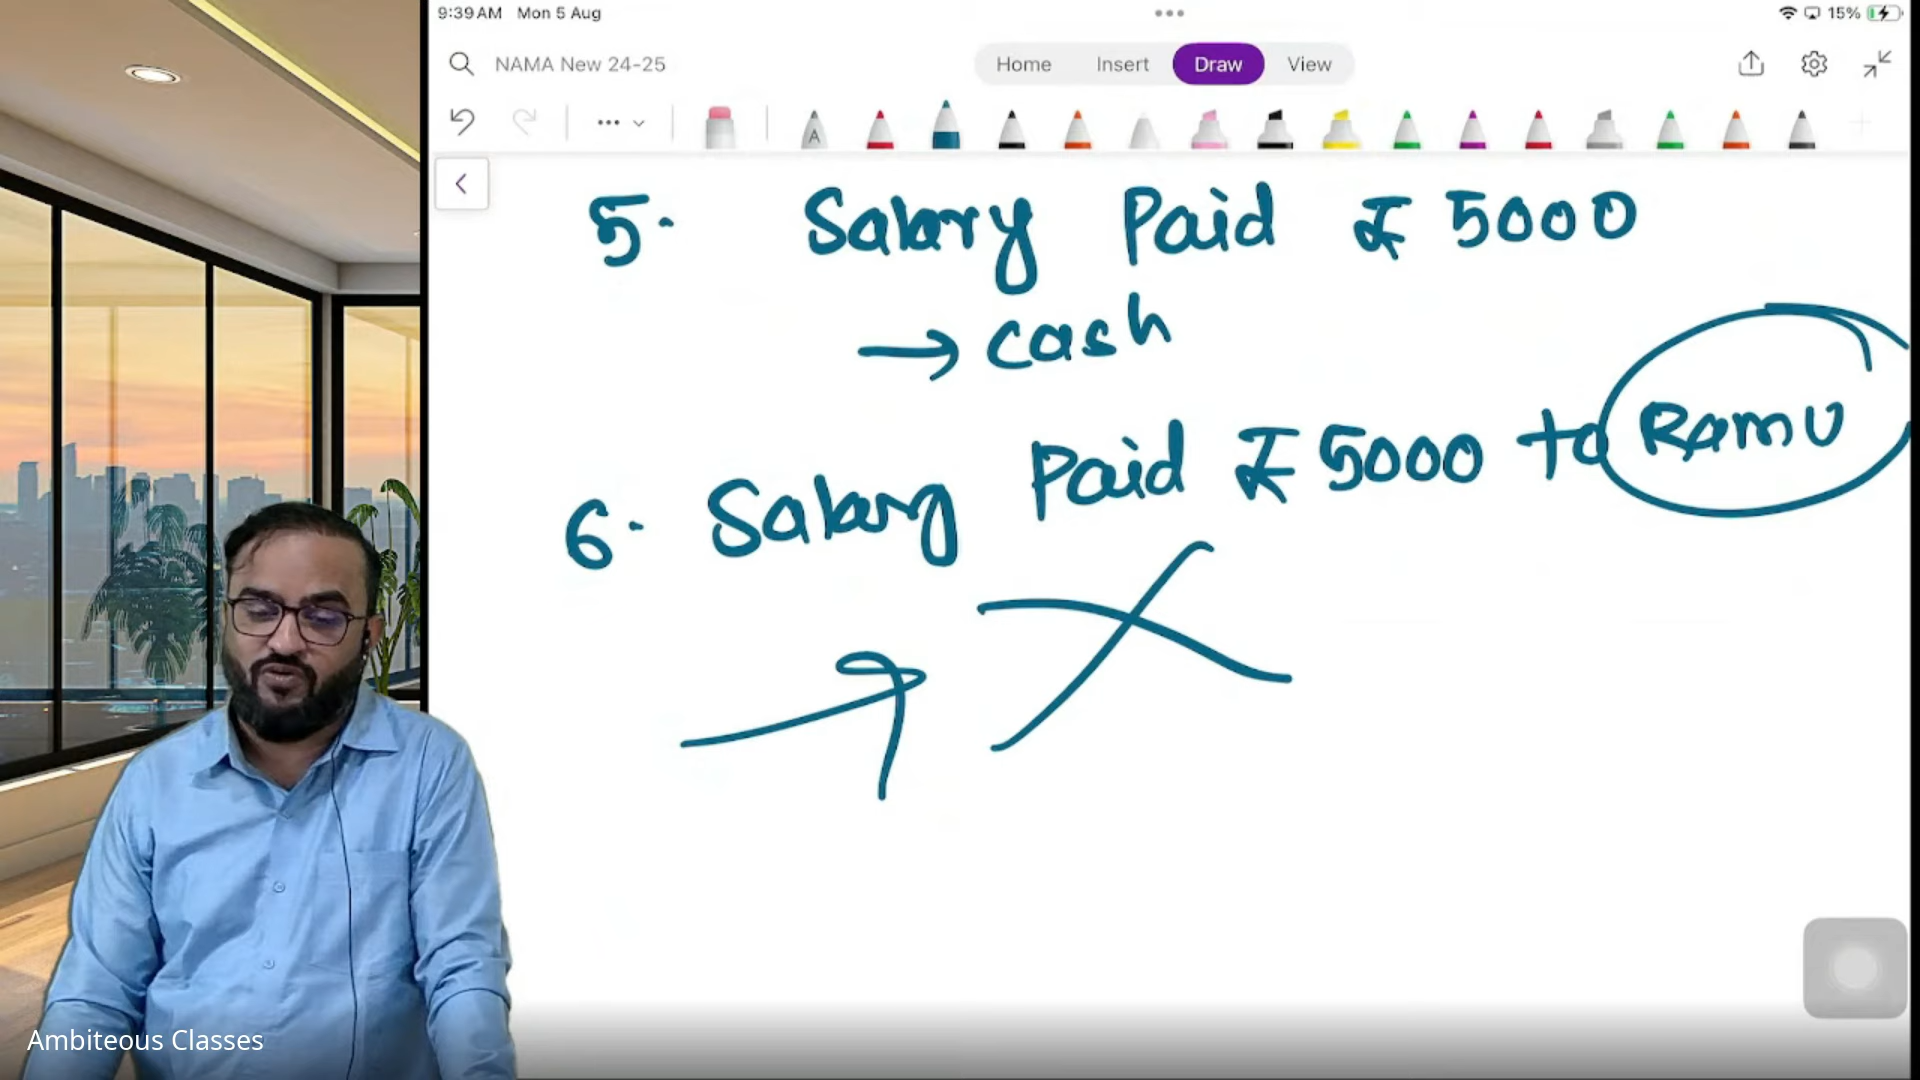 9:39 AM Mon 5 Aug
15%
NAMA New 24-25
Home Insert Draw View
A
5. Salary Paid ₹ 5000
→ cash
6. Salary Paid ₹ 5000 to Ramu
Ambiteous Classes